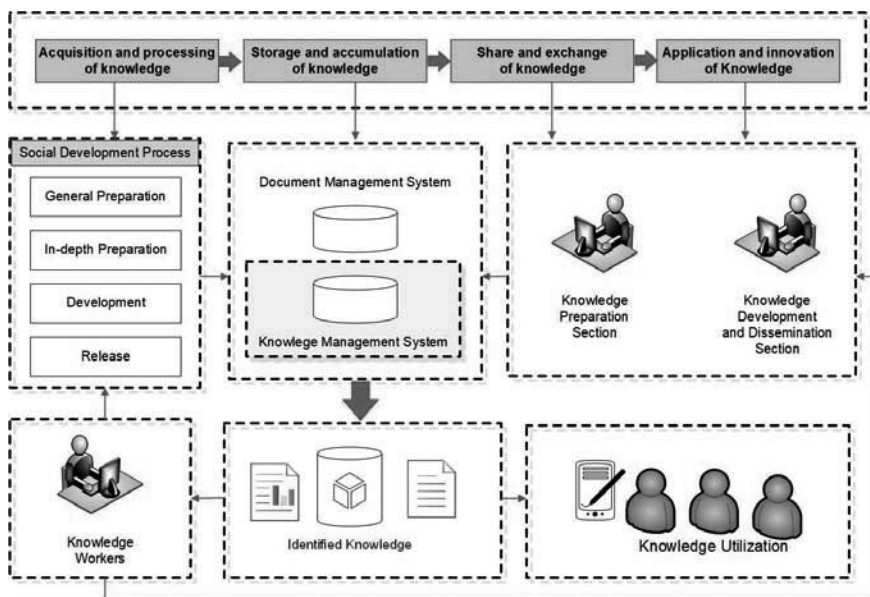 Acquisition and processing
of knowledge
Storage and accumulation
of knowledge
Share and exchange
of knowledge
Application and innovation
of Knowledge
Social Development Process
General Preparation
In-depth Preparation
Development
Release
Document Management System
Knowlege Management System
Knowledge
Preparation
Section
Knowledge
Development
and Dissemination
Section
Knowledge
Workers
Identified Knowledge
Knowledge Utilization